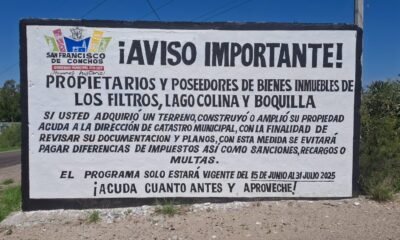 SAN FRANCISCO
DE CONCHOS
¡AVISO IMPORTANTE!
PROPIETARIOS Y POSEEDORES DE BIENES INMUEBLES DE
LOS FILTROS, LAGO COLINA Y BOQUILLA
SI USTED ADQUIRIÓ UN TERRENO, CONSTRUYÓ O AMPLIÓ SU PROPIEDAD
ACUDA A LA DIRECCIÓN DE CATASTRO MUNICIPAL, CON LA FINALIDAD DE
REVISAR SU DOCUMENTACION Y PLANOS, CON ESTA MEDIDA SE EVITARÁ
PAGAR DIFERENCIAS DE IMPUESTOS ASÍ COMO SANCIONES, RECARGOS O
MULTAS.
EL PROGRAMA SOLO ESTARÁ VIGENTE DEL 15 DE JUNIO AL 31 JULIO 2025
¡ACUDA CUANTO ANTES Y APROVECHE!